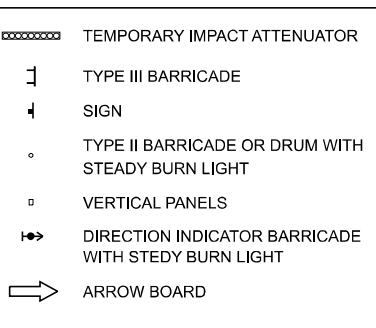 TEMPORARY IMPACT ATTENUATOR
TYPE III BARRICADE
SIGN
TYPE II BARRICADE OR DRUM WITH
STEADY BURN LIGHT
VERTICAL PANELS
DIRECTION INDICATOR BARRICADE
WITH STEDY BURN LIGHT
ARROW BOARD